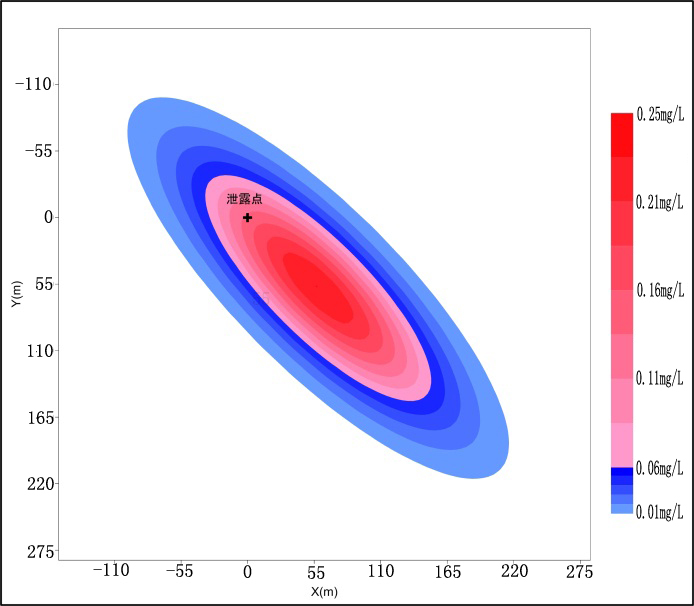 -110
-55
0
55
110
165
220
275
Y(m)
泄露点
-110 -55 0 55 110 165 220 275
X(m)
0.25mg/L
0.21mg/L
0.16mg/L
0.11mg/L
0.06mg/L
0.01mg/L